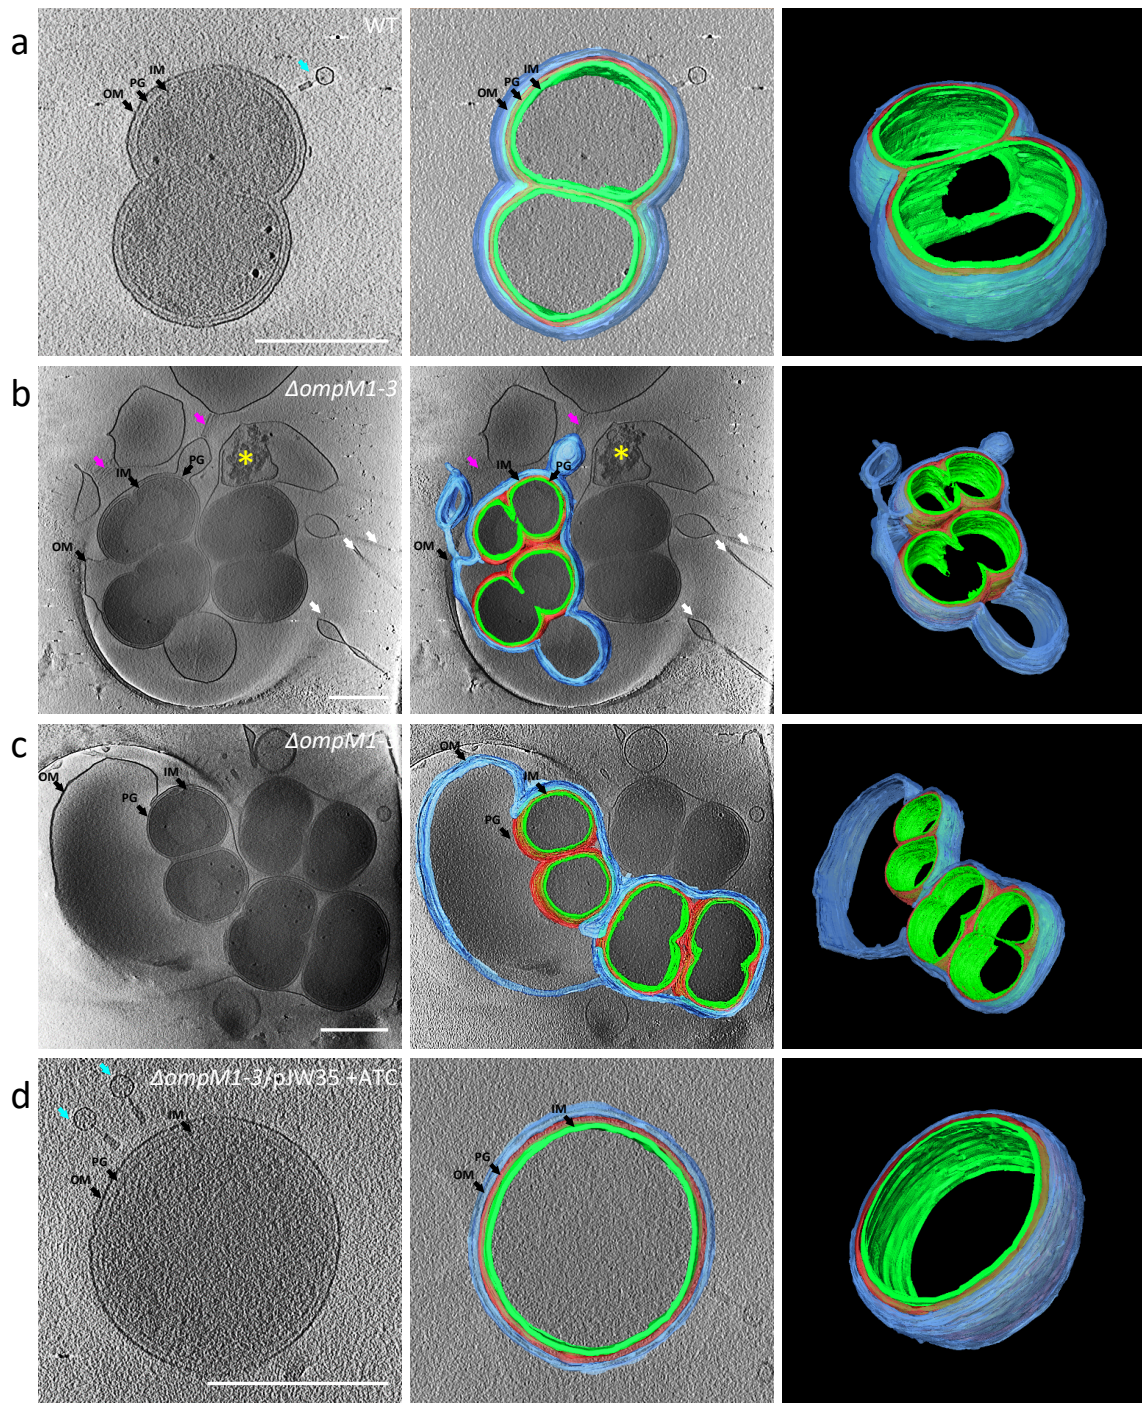 a
WT
IM
PG
OM
IM
PG
OM
b
ΔompM1-3
*
PG
IM
OM
*
IM
PG
OM
c
ΔompM1-3
OM
IM
PG
OM
IM
PG
d
ΔompM1-3/pJW35 +ATC
IM
PG
OM
IM
PG
OM